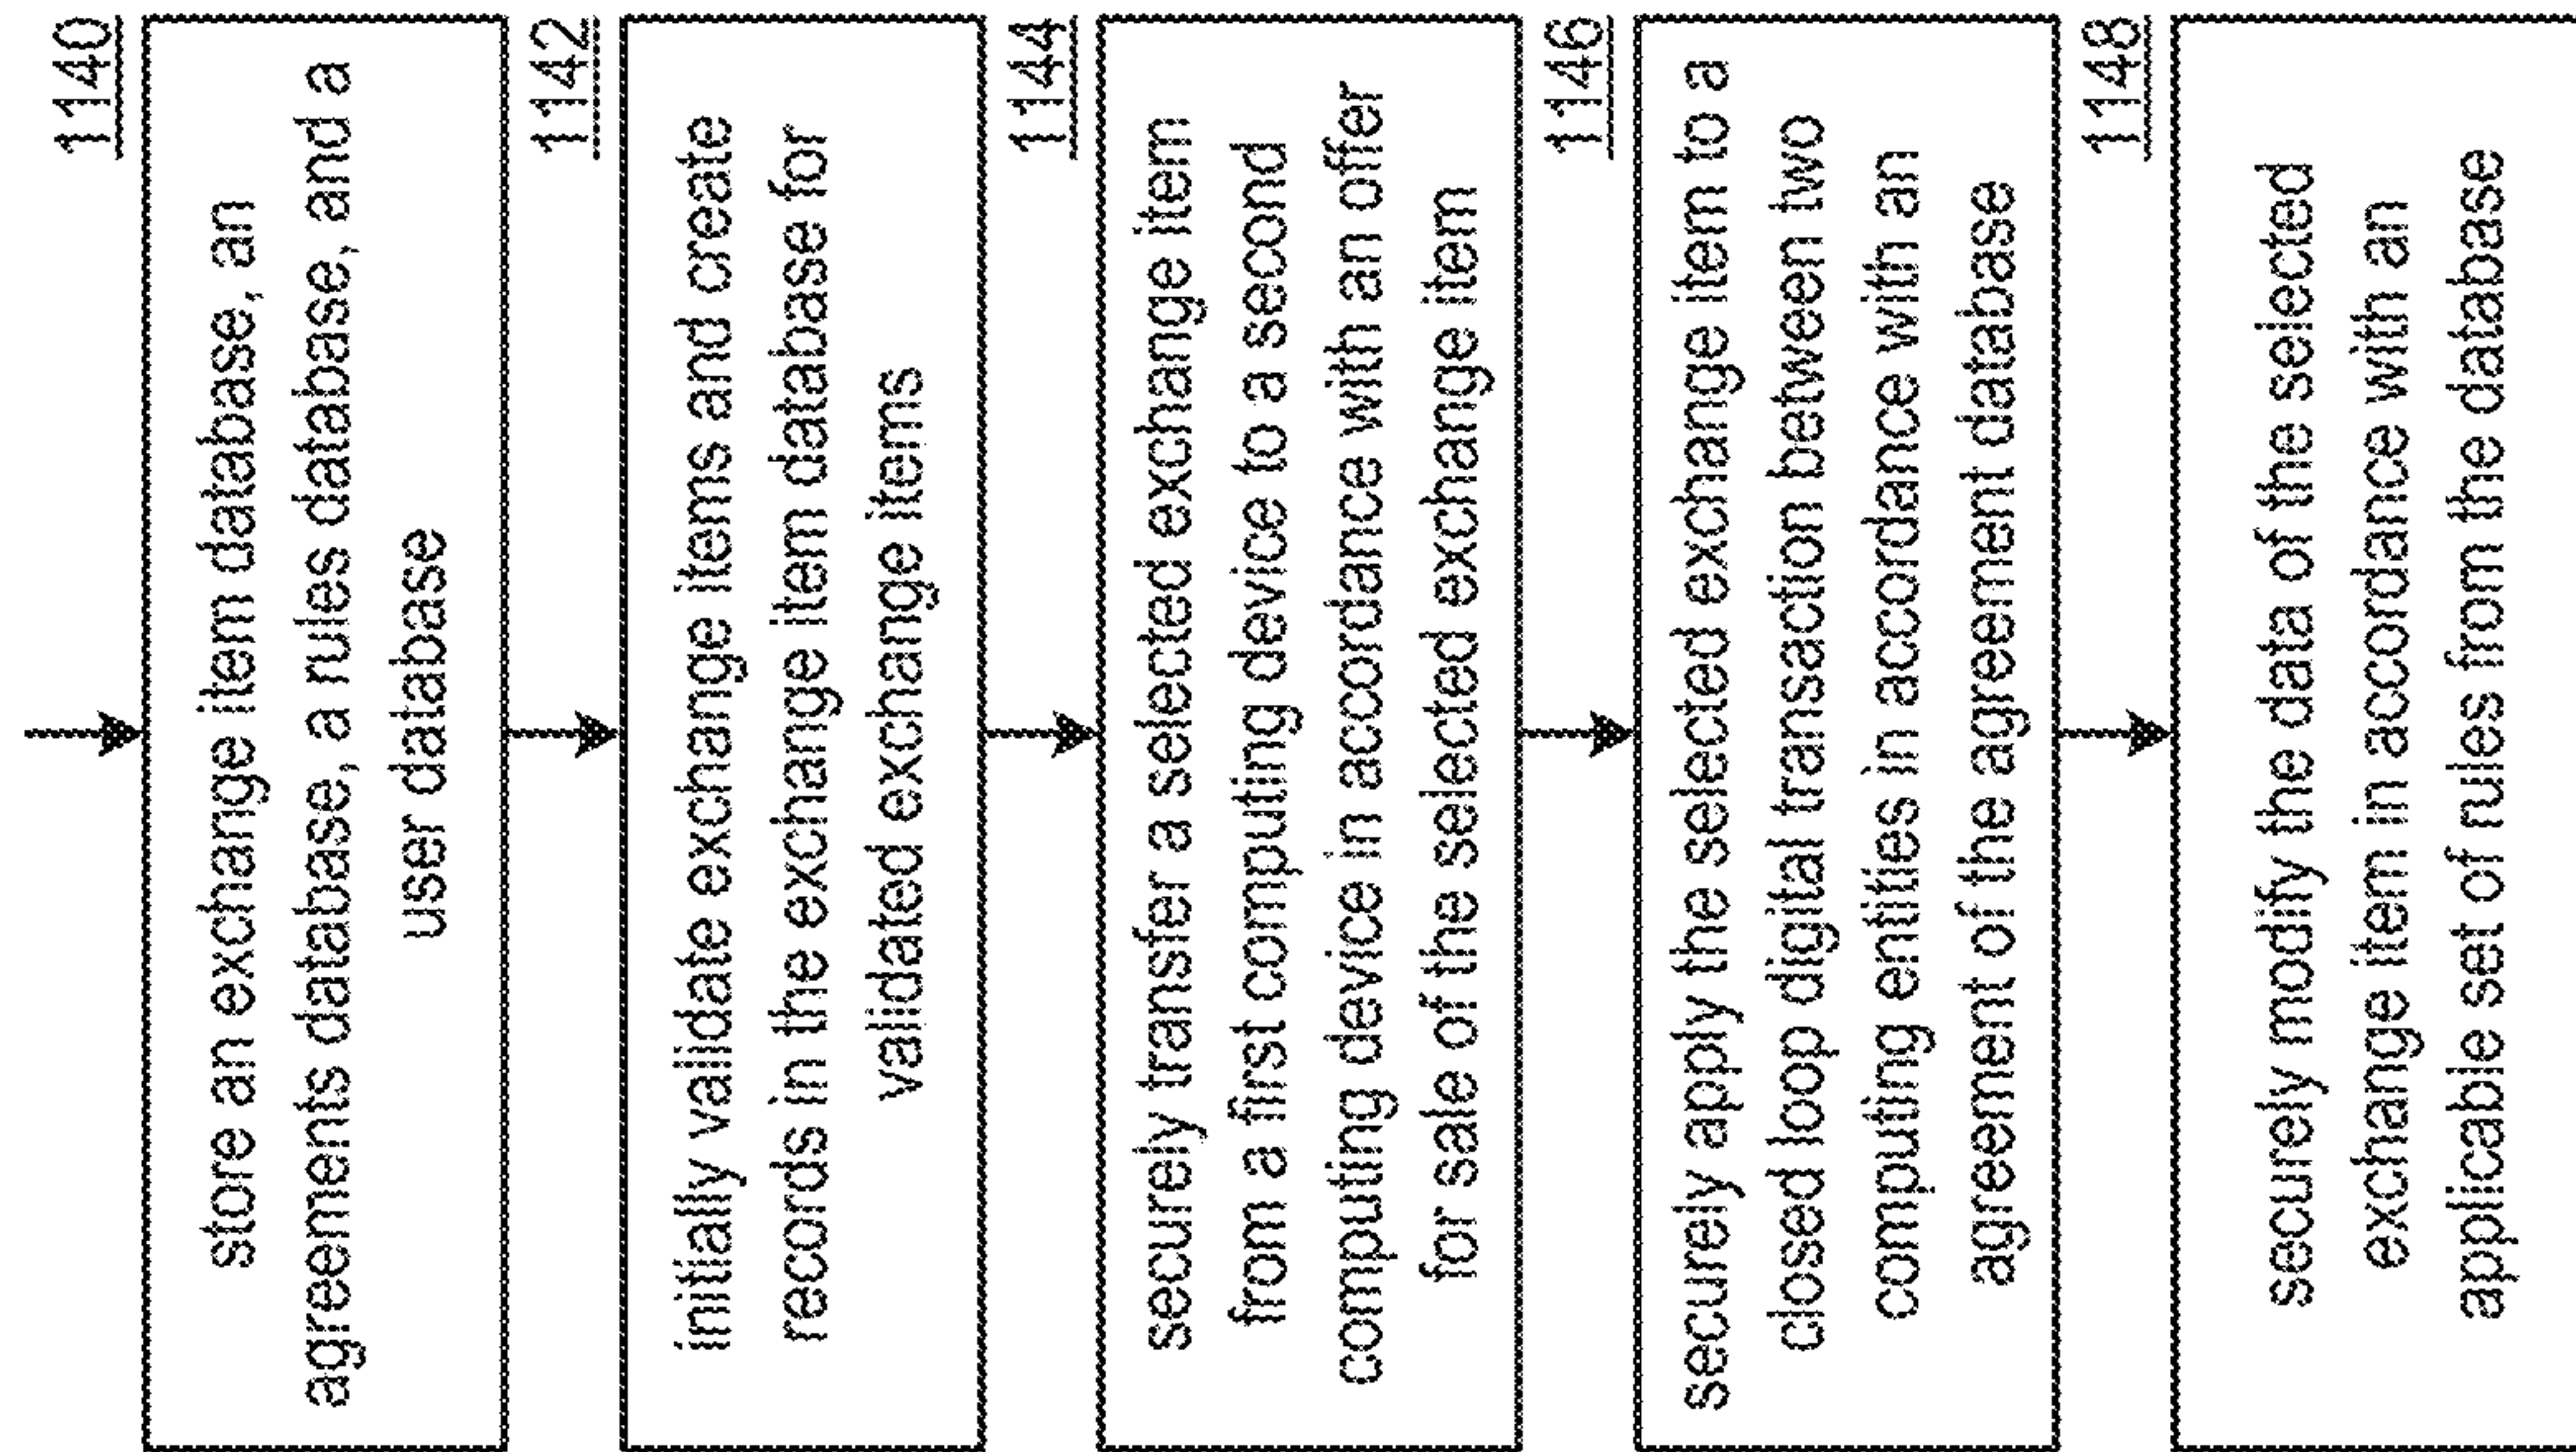 1140
store an exchange item database, an
agreements database, a rules database, and a
user database
1142
initially validate exchange items and create
records in the exchange item database for
validated exchange items
1144
securely transfer a selected exchange item
from a first computing device to a second
computing device in accordance with an offer
for sale of the selected exchange item
1146
securely apply the selected exchange item to a
closed loop digital transaction between two
computing entities in accordance with an
agreement of the agreement database
1148
securely modify the data of the selected
exchange item in accordance with an
applicable set of rules from the database